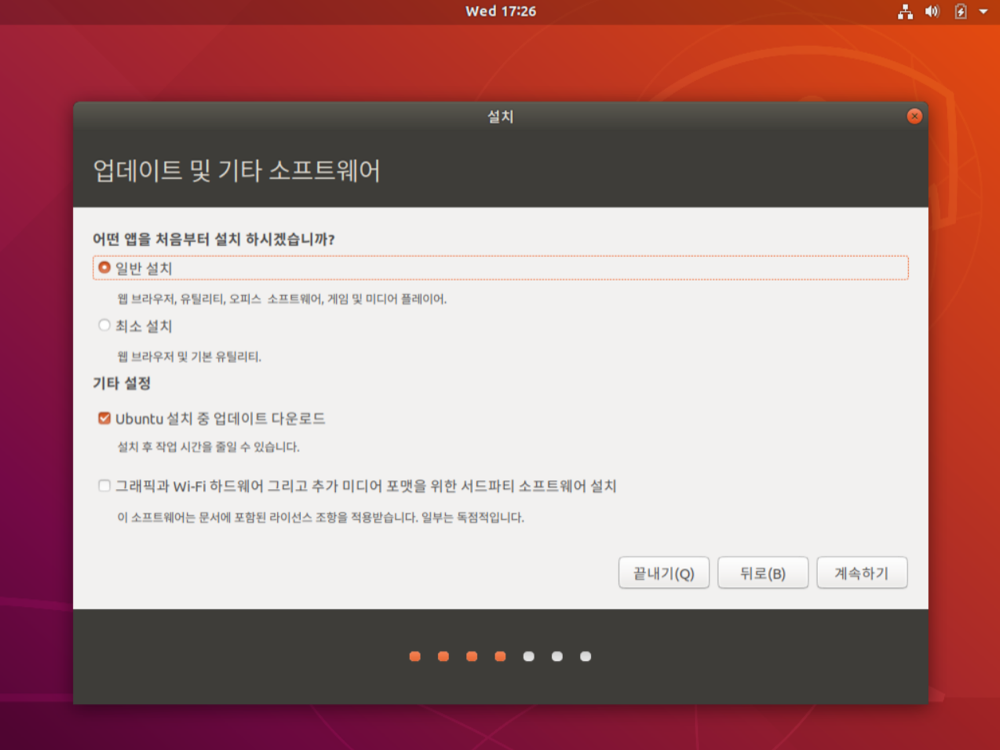 Wed 17:26
설치
업데이트 및 기타 소프트웨어
어떤 앱을 처음부터 설치 하시겠습니까?
일반 설치
웹 브라우저, 유틸리티, 오피스 소프트웨어, 게임 및 미디어 플레이어.
최소 설치
웹 브라우저 및 기본 유틸리티.
기타 설정
Ubuntu 설치 중 업데이트 다운로드
설치 후 작업 시간을 줄일 수 있습니다.
그래픽과 Wi-Fi 하드웨어 그리고 추가 미디어 포맷을 위한 서드파티 소프트웨어 설치
이 소프트웨어는 문서에 포함된 라이선스 조항을 적용받습니다. 일부는 독점적입니다.
끝내기(Q) 뒤로(B) 계속하기